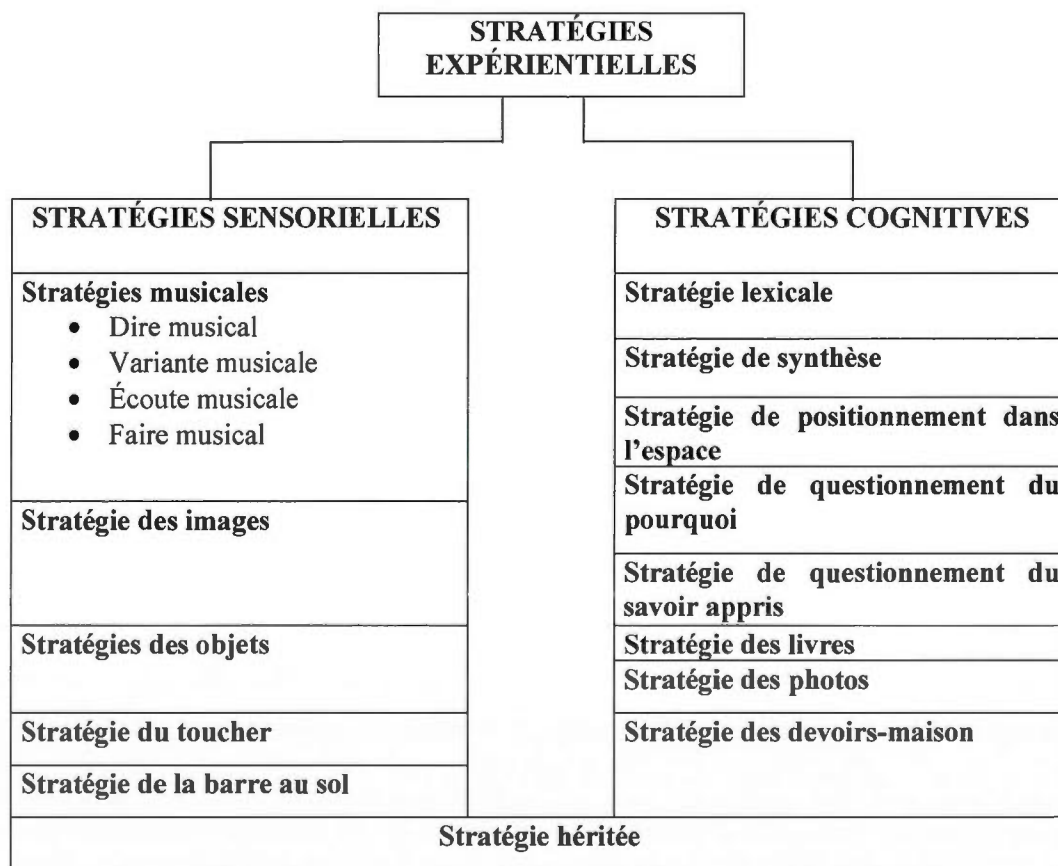 STRATÉGIES
EXPÉRIENTIELLES
STRATÉGIES SENSORIELLES
Stratégies musicales
• Dire musical
• Variante musicale
• Écoute musicale
• Faire musical
Stratégie des images
Stratégies des objets
Stratégie du toucher
Stratégie de la barre au sol
STRATÉGIES COGNITIVES
Stratégie lexicale
Stratégie de synthèse
Stratégie de positionnement dans
l'espace
Stratégie de questionnement du
pourquoi
Stratégie de questionnement du
savoir appris
Stratégie des livres
Stratégie des photos
Stratégie des devoirs-maison
Stratégie héritée